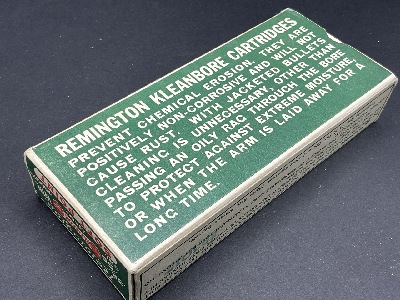 REMINGTON KLEANBORE CARTRIDGES
PREVENT CHEMICAL EROSION. THEY ARE
POSITIVELY NON-CORROSIVE AND WILL NOT
CAUSE RUST. WITH JACKETED BULLETS
CLEANING IS UNNECESSARY, OTHER THAN
PASSING AN OILY RAG THROUGH THE BORE
TO PROTECT AGAINST EXTREME MOISTURE,
OR WHEN THE ARM IS LAID AWAY FOR A
LONG TIME.